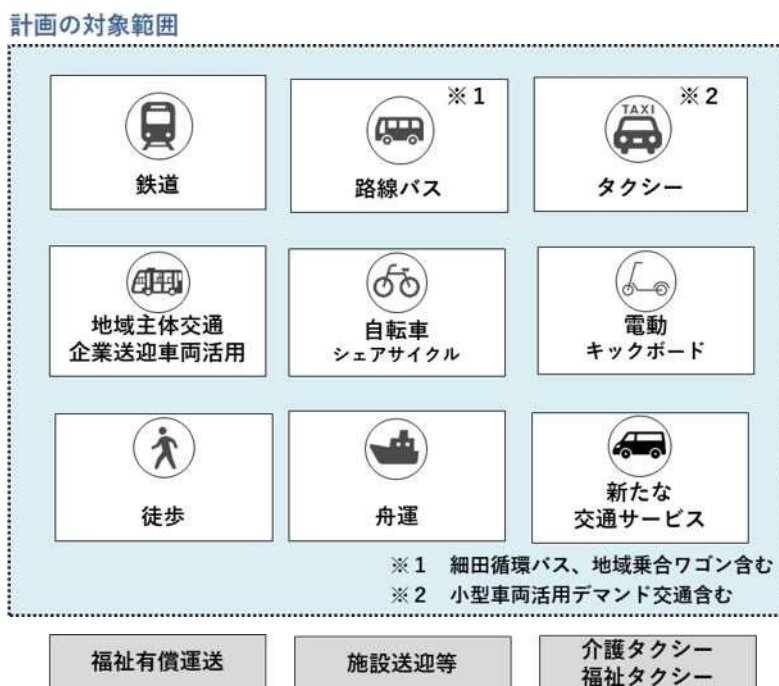 計画の対象範囲
※1
TAXI
※2
鉄道
路線バス
タクシー
地域主体交通
企業送迎車両活用
自転車
シェアサイクル
電動
キックボード
徒歩
舟運
新たな
交通サービス
※1 細田循環バス、地域乗合ワゴン含む
※2 小型車両活用デマンド交通含む
福祉有償運送
施設送迎等
介護タクシー
福祉タクシー